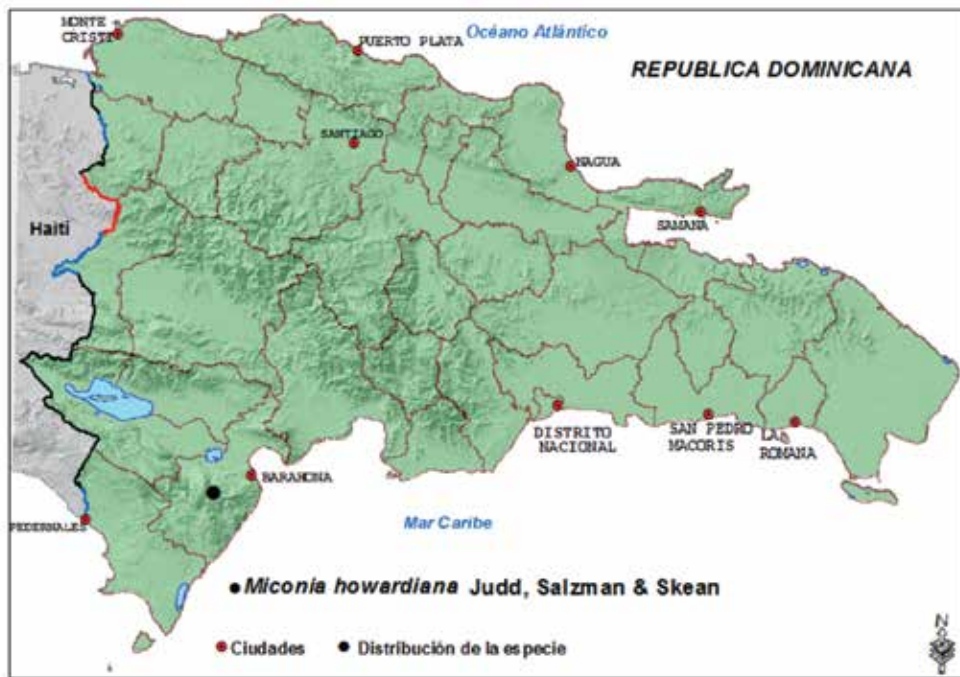 MONTE
CRISTI
PUERTO PLATA
Océano Atlántico
REPUBLICA DOMINICANA
SANTIAGO
NAGUA
SAMANA
Haití
DISTRITO
NACIONAL
SAN PEDRO
MACORIS
LA
ROMANA
BARAHONA
PEDERNALES
Mar Caribe
Miconia howardiana Judd, Salzman & Skean
Ciudades
Distribución de la especie
N